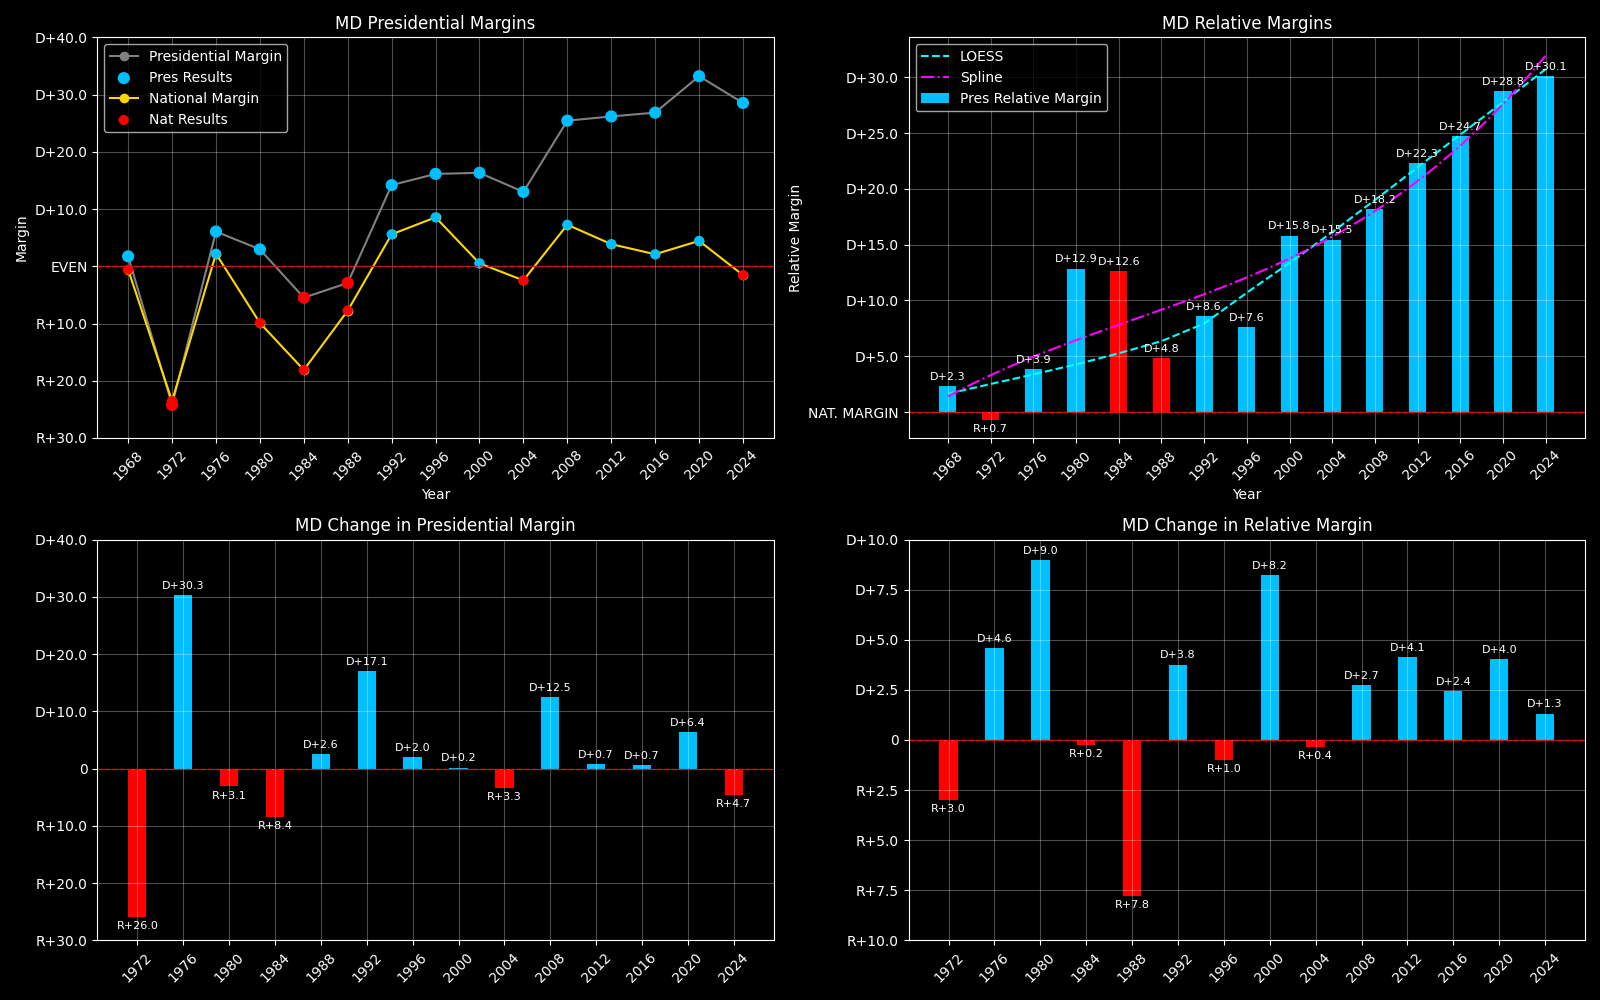 MD Presidential Margins
D+40.0
D+30.0
D+20.0
D+10.0
EVEN
R+10.0
R+20.0
R+30.0
Margin
Presidential Margin
Pres Results
National Margin
Nat Results
1968 1972 1976 1980 1984 1988 1992 1996 2000 2004 2008 2012 2016 2020 2024
Year
MD Relative Margins
D+30.0
D+25.0
D+20.0
D+15.0
D+10.0
D+5.0
NAT. MARGIN
Relative Margin
LOESS
Spline
Pres Relative Margin
D+2.3
R+0.7
D+3.9
D+12.9
D+12.6
D+4.8
D+8.6
D+7.6
D+15.8
D+15.5
D+18.2
D+22.3
D+24.7
D+28.8
D+30.1
1968 1972 1976 1980 1984 1988 1992 1996 2000 2004 2008 2012 2016 2020 2024
Year
MD Change in Presidential Margin
D+40.0
D+30.0
D+20.0
D+10.0
0
R+10.0
R+20.0
R+30.0
R+26.0
D+30.3
R+3.1
R+8.4
D+2.6
D+17.1
D+2.0
D+0.2
R+3.3
D+12.5
D+0.7
D+0.7
D+6.4
R+4.7
1972 1976 1980 1984 1988 1992 1996 2000 2004 2008 2012 2016 2020 2024
MD Change in Relative Margin
D+10.0
D+7.5
D+5.0
D+2.5
0
R+2.5
R+5.0
R+7.5
R+10.0
R+3.0
D+4.6
D+9.0
R+0.2
R+7.8
D+3.8
R+1.0
D+8.2
R+0.4
D+2.7
D+4.1
D+2.4
D+4.0
D+1.3
1972 1976 1980 1984 1988 1992 1996 2000 2004 2008 2012 2016 2020 2024